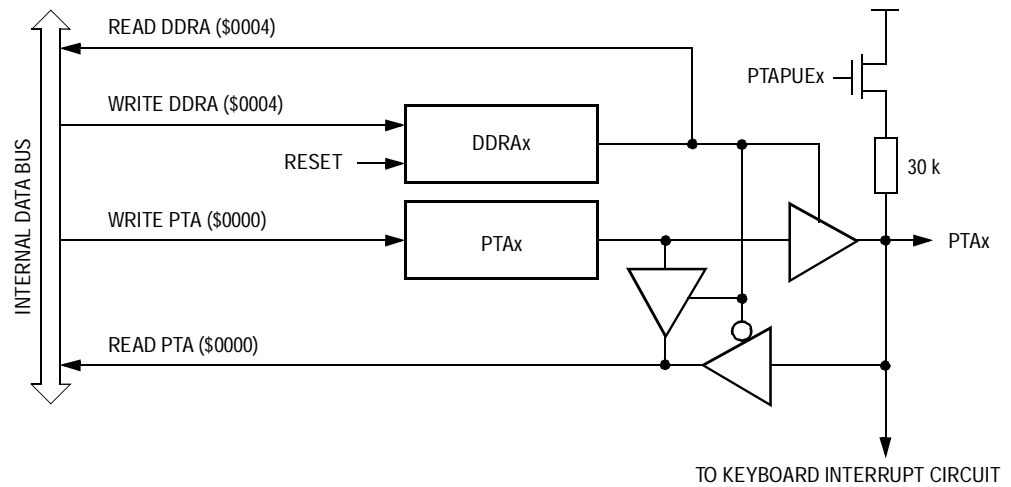 READ DDRA ($0004)
PTAPUEx
WRITE DDRA ($0004)
DDRAx
RESET
30 k
INTERNAL DATA BUS
WRITE PTA ($0000)
PTAx
PTAx
READ PTA ($0000)
TO KEYBOARD INTERRUPT CIRCUIT